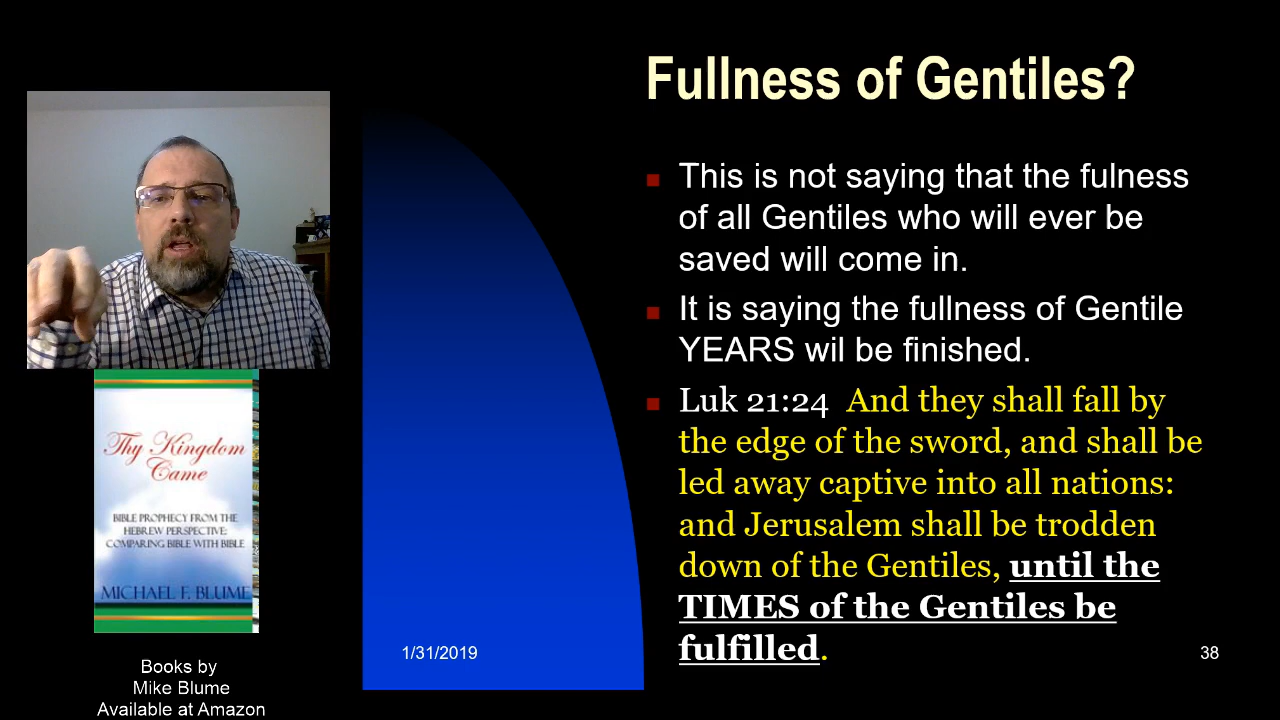 Fullness of Gentiles?
This is not saying that the fulness
of all Gentiles who will ever be
saved will come in.
It is saying the fullness of Gentile
YEARS wil be finished.
Luk 21:24 And they shall fall by
the edge of the sword, and shall be
led away captive into all nations:
and Jerusalem shall be trodden
down of the Gentiles, until the
TIMES of the Gentiles be
fulfilled.
1/31/2019
38
Thy Kingdom
Came
BIBLE PROPHECY FROM THE
HEBREW PERSPECTIVE:
COMPARING BIBLE WITH BIBLE
MICHAEL F. BLUME
Books by
Mike Blume
Available at Amazon